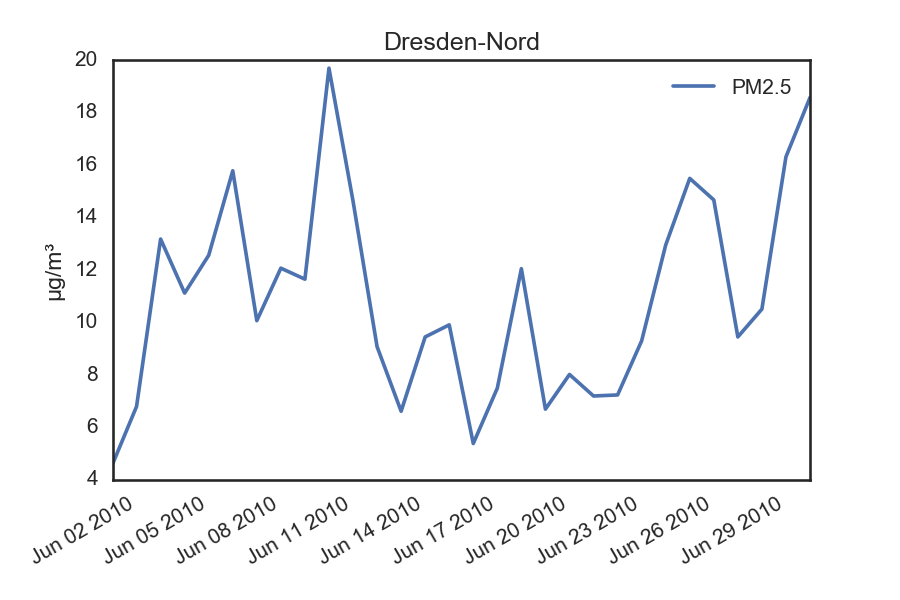 Dresden-Nord
PM2.5
µg/m³
20
18
16
14
12
10
8
6
4
Jun 02 2010
Jun 05 2010
Jun 08 2010
Jun 11 2010
Jun 14 2010
Jun 17 2010
Jun 20 2010
Jun 23 2010
Jun 26 2010
Jun 29 2010